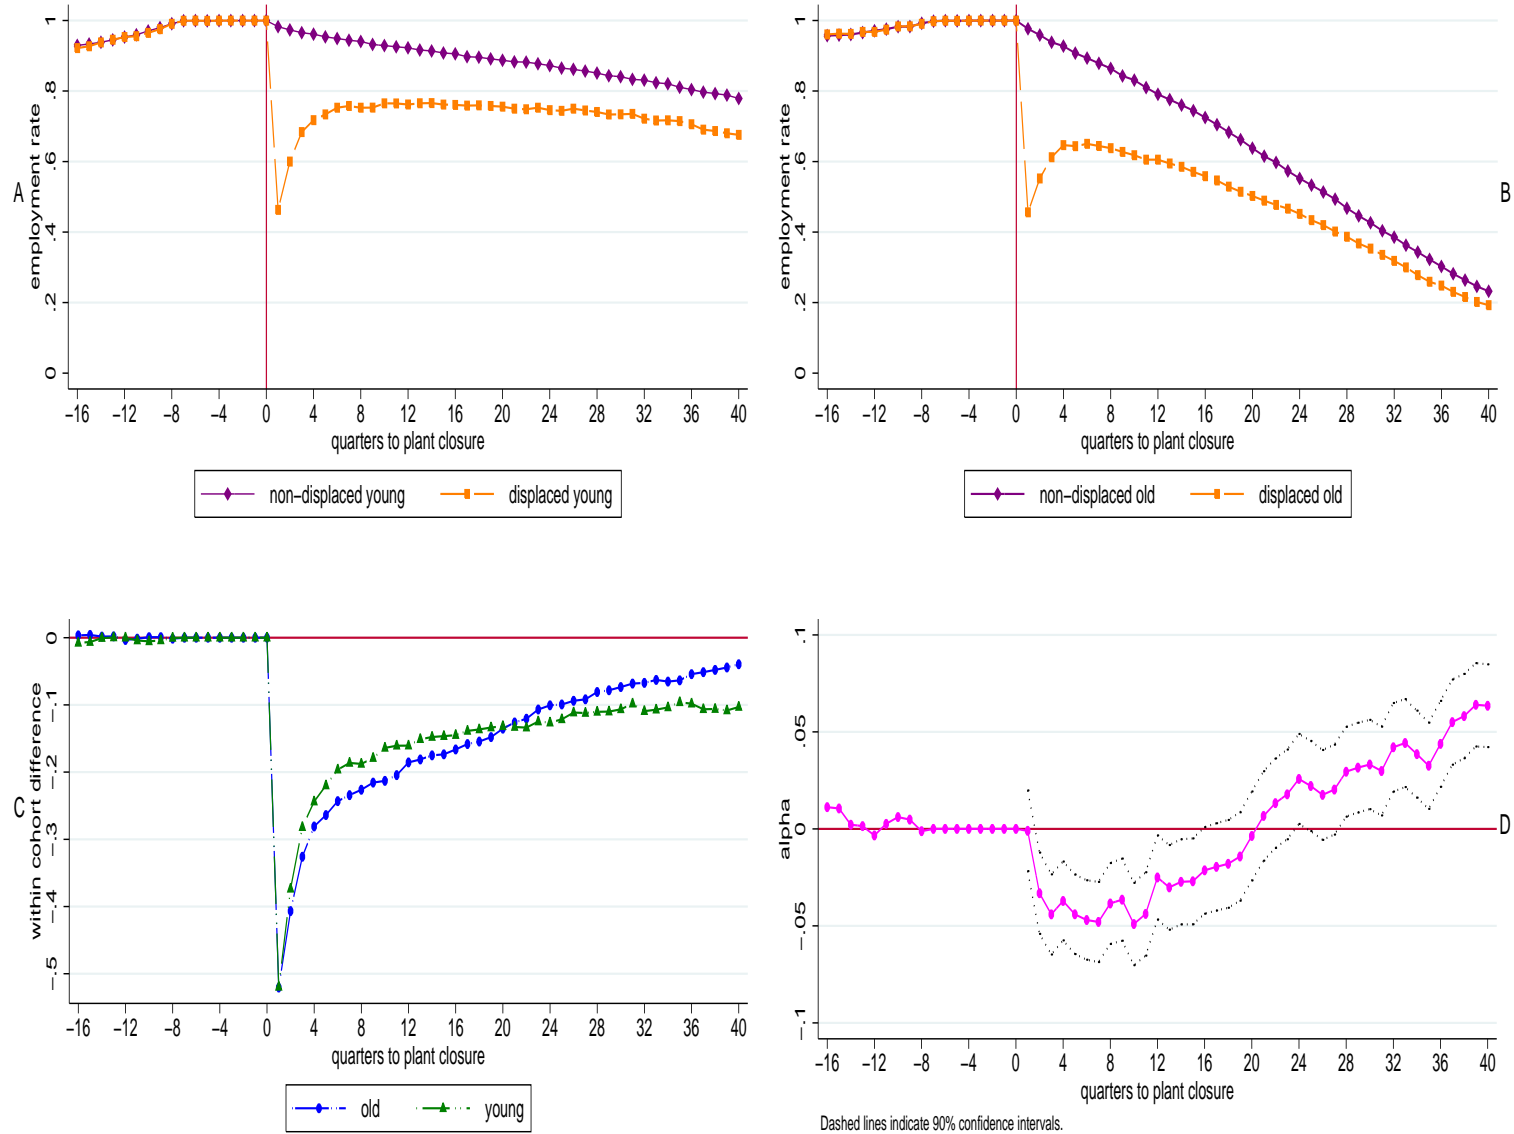 A
employment rate
1
.8
.6
.4
.2
0
−16 −12 −8 −4 0 4 8 12 16 20 24 28 32 36 40
quarters to plant closure
non−displaced young displaced young
B
employment rate
1
.8
.6
.4
.2
0
−16 −12 −8 −4 0 4 8 12 16 20 24 28 32 36 40
quarters to plant closure
non−displaced old displaced old
C
within cohort difference
0
−.1
−.2
−.3
−.4
−.5
−16 −12 −8 −4 0 4 8 12 16 20 24 28 32 36 40
quarters to plant closure
old young
D
alpha
.1
.05
0
−.05
−.1
−16 −12 −8 −4 0 4 8 12 16 20 24 28 32 36 40
quarters to plant closure
Dashed lines indicate 90% confidence intervals.